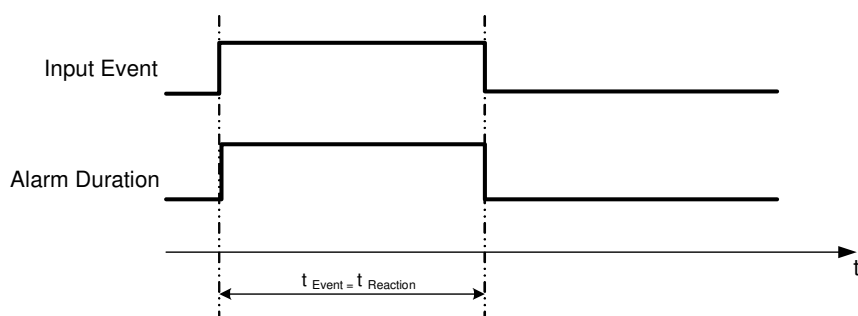 Input Event
Alarm Duration
t
t Event = t Reaction